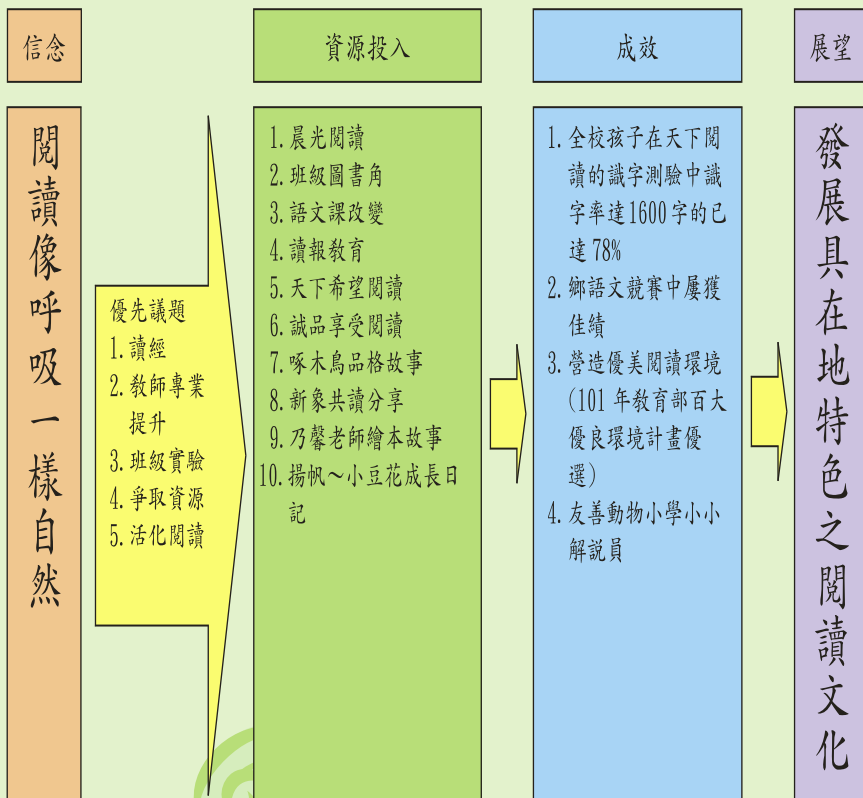 信念
閱讀像呼吸一樣自然
優先議題
1.讀經
2.教師專業
提升
3.班級實驗
4.爭取資源
5.活化閱讀
資源投入
1.晨光閱讀
2.班級圖書角
3.語文課改變
4.讀報教育
5.天下希望閱讀
6.誠品享受閱讀
7.啄木鳥品格故事
8.新象共讀分享
9.乃馨老師繪本故事
10.揚帆～小豆花成長日
記
成效
1.全校孩子在天下閱
讀的識字測驗中識
字率達1600字的已
達78%
2.鄉語文競賽中屢獲
佳績
3.營造優美閱讀環境
(101年教育部百大
優良環境計畫優
選)
4.友善動物小學小小
解說員
展望
發展具在地特色之閱讀文化